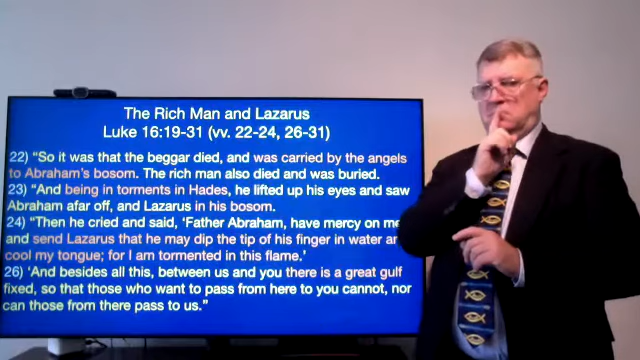 The Rich Man and Lazarus
Luke 16:19-31 (vv. 22-24, 26-31)
22) “So it was that the beggar died, and was carried by the angels
to Abraham’s bosom. The rich man also died and was buried.
23) “And being in torments in Hades, he lifted up his eyes and saw
Abraham afar off, and Lazarus in his bosom.
24) “Then he cried and said, ‘Father Abraham, have mercy on me
and send Lazarus that he may dip the tip of his finger in water
cool my tongue; for I am tormented in this flame.’
26) ‘And besides all this, between us and you there is a great gulf
fixed, so that those who want to pass from here to you cannot, nor
can those from there pass to us.”